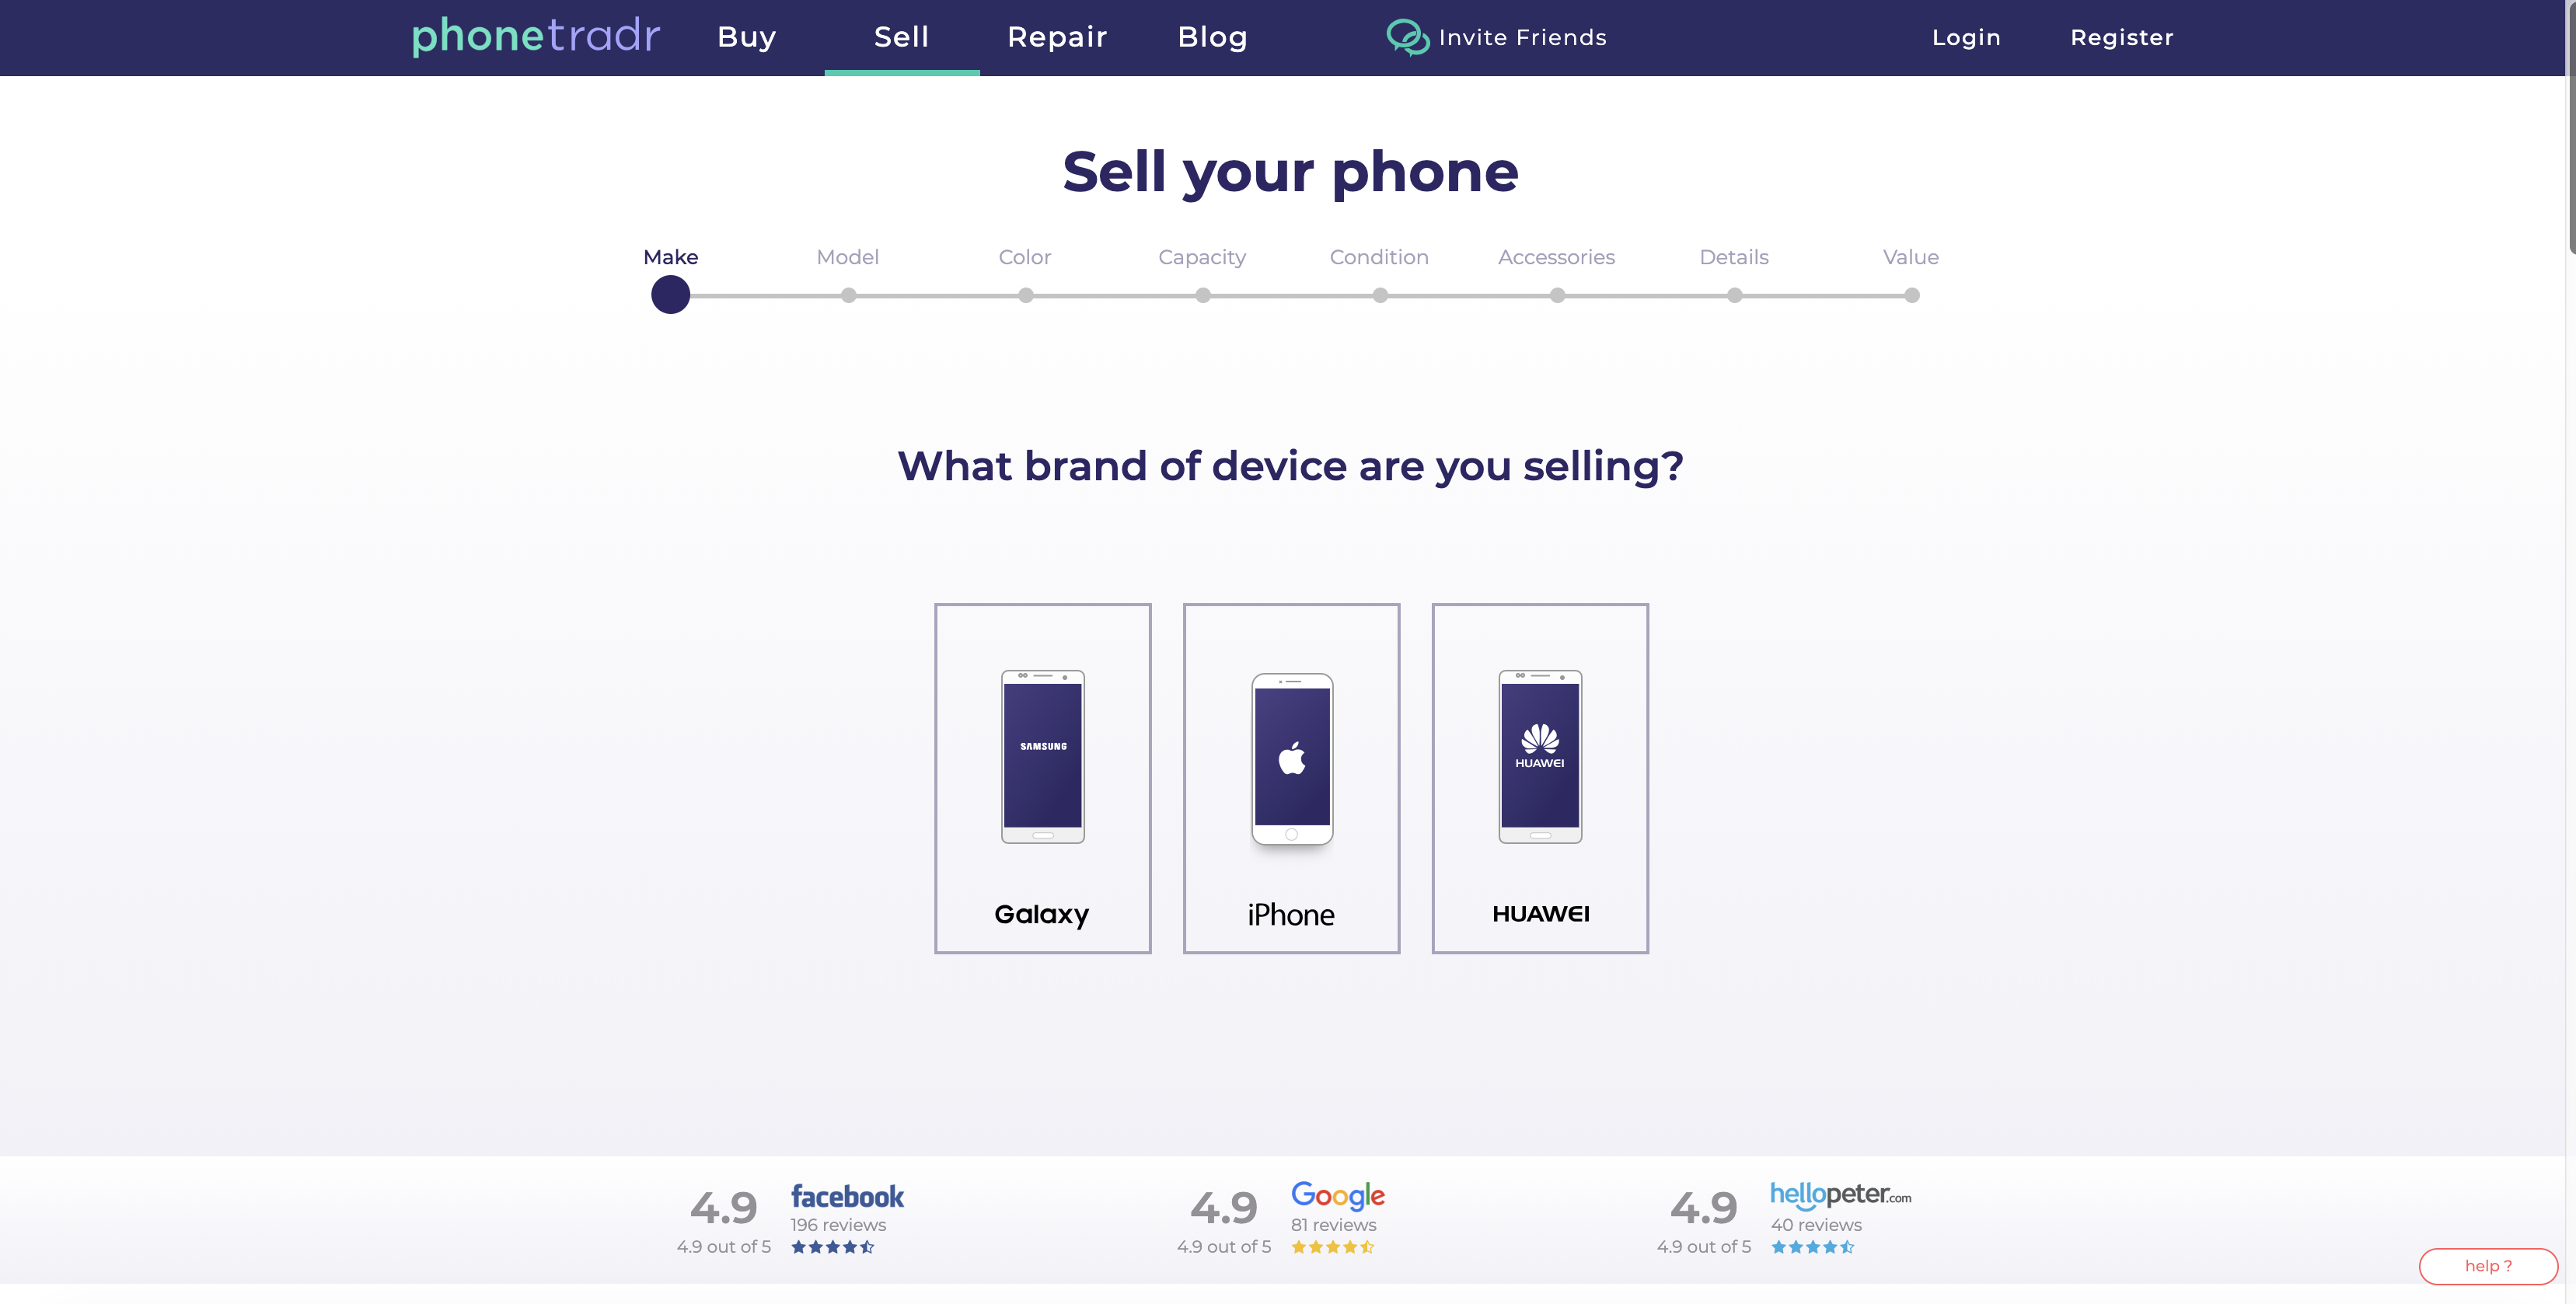 phonetradr Buy Sell Repair Blog Invite Friends Login Register
Sell your phone
Make Model Color Capacity Condition Accessories Details Value
What brand of device are you selling?
SAMSUNG
HUAWEI
Galaxy iPhone HUAWEI
4.9 facebook
196 reviews
4.9 out of 5
4.9 Google
81 reviews
4.9 out of 5
4.9 hellopeter.com
40 reviews
4.9 out of 5
help ?